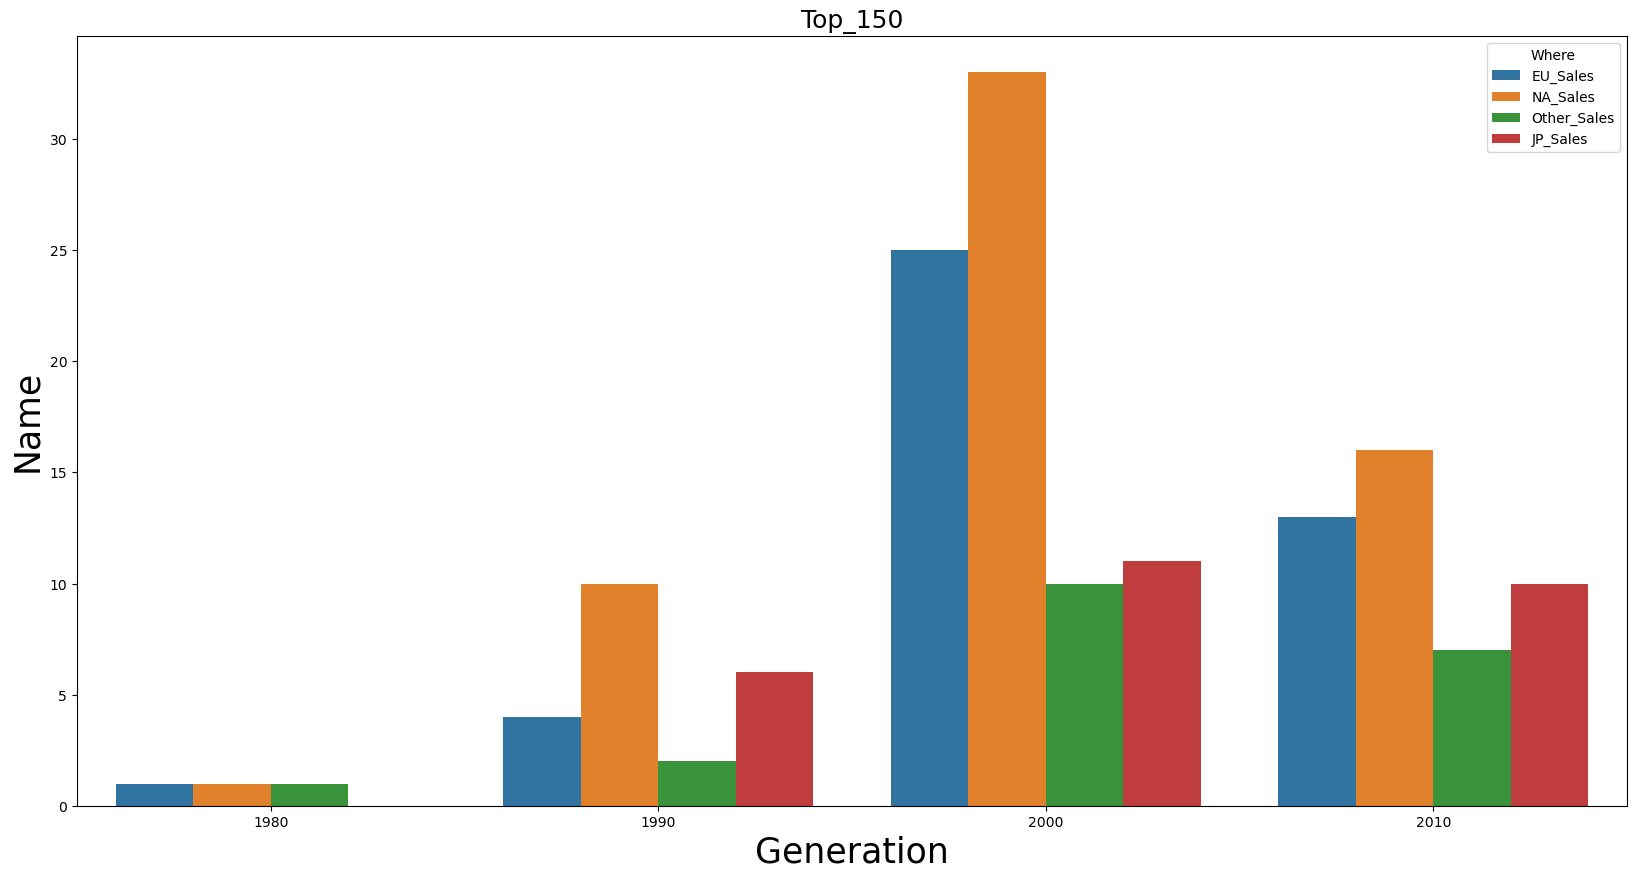 Top_150
Where
EU_Sales
NA_Sales
Other_Sales
JP_Sales
30
25
20
15
10
5
0
Name
1980 1990 2000 2010
Generation